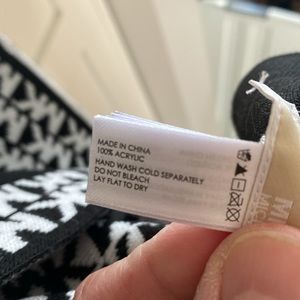 MADE IN CHINA
100% ACRYLIC
HAND WASH COLD SEPARATELY
DO NOT BLEACH
LAY FLAT TO DRY